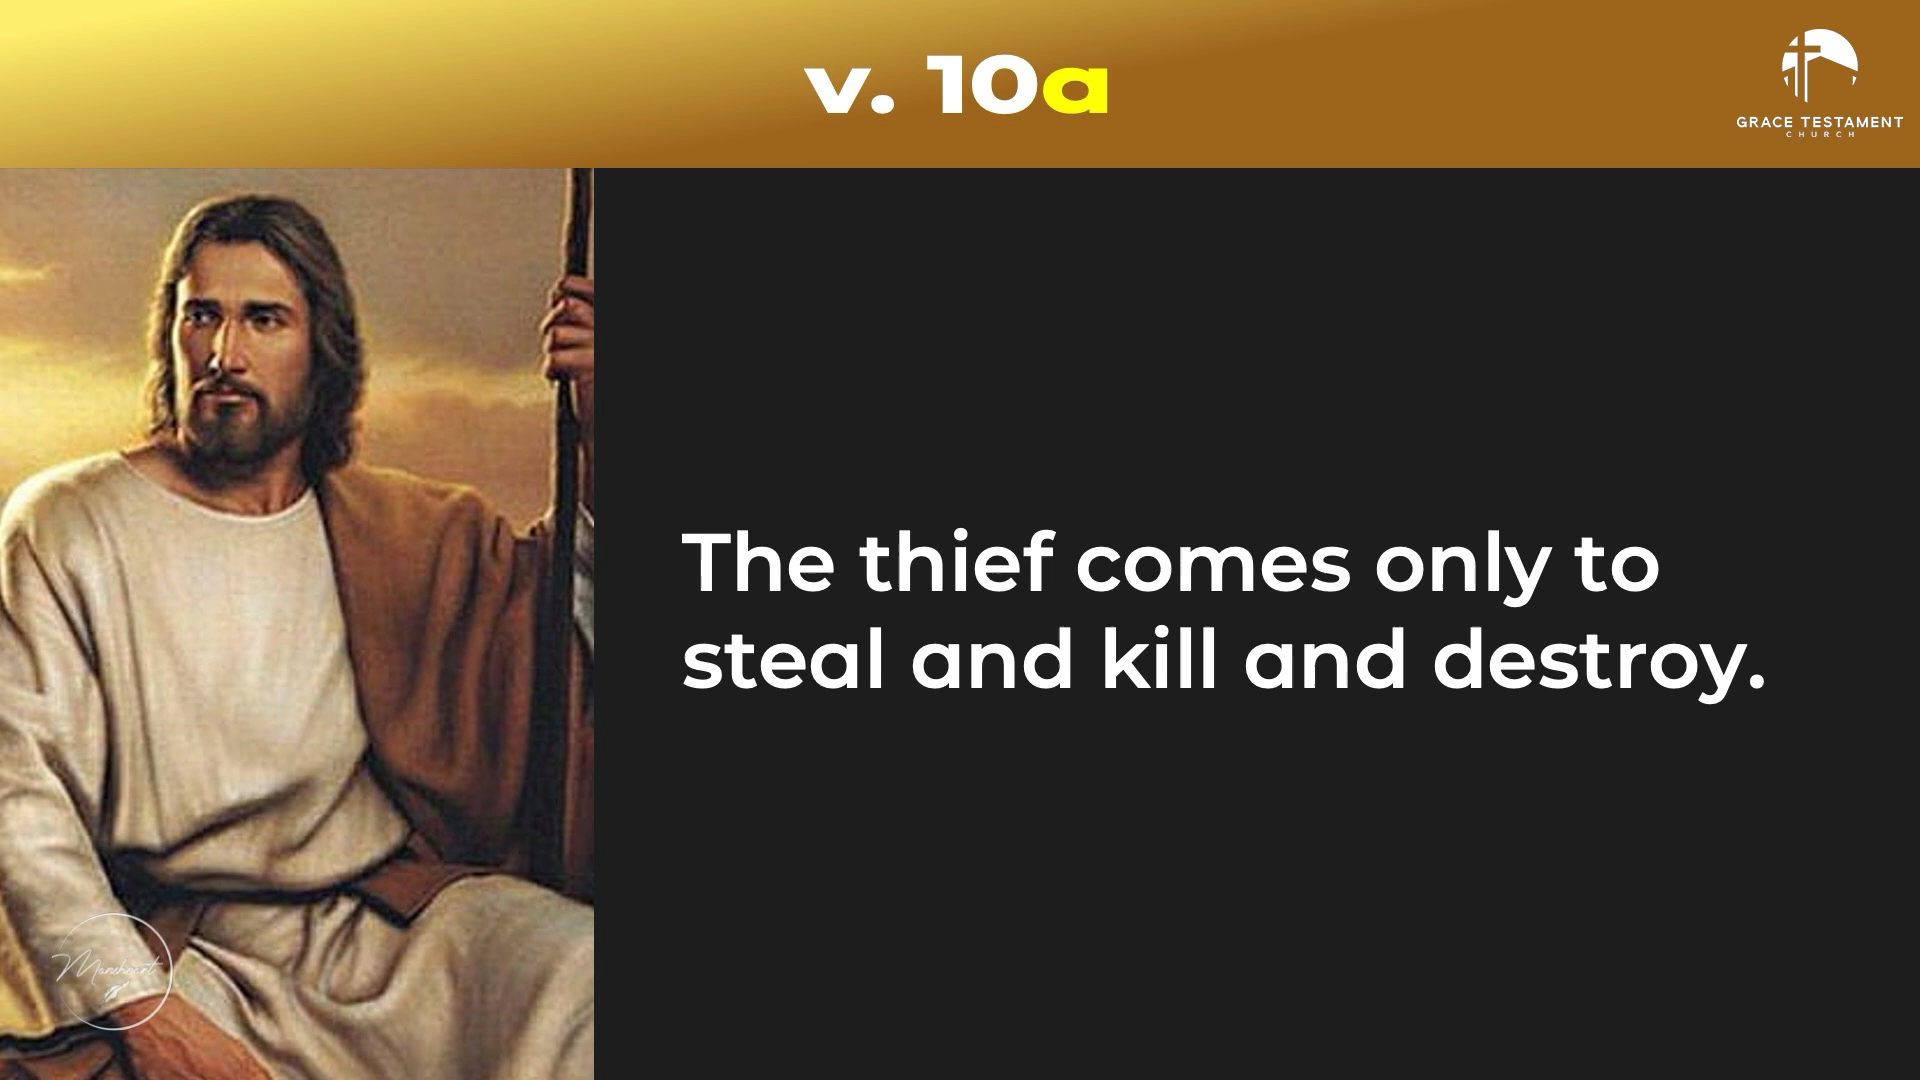 v. 10a
GRACE TESTAMENT
CHURCH
The thief comes only to
steal and kill and destroy.